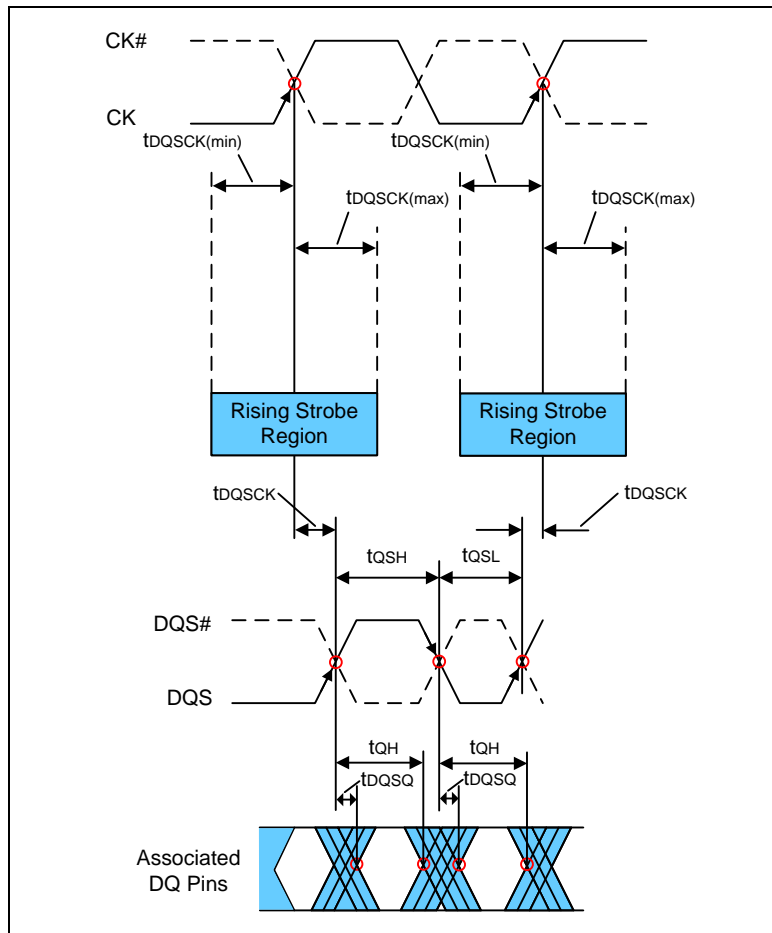 CK#
CK
tDQSCK(min)
tDQSCK(min)
tDQSCK(max)
tDQSCK(max)
Rising Strobe
Region
Rising Strobe
Region
tDQSCK
tDQSCK
tQSH
tQSL
DQS#
DQS
tQH
tQH
tDQSQ
tDQSQ
Associated
DQ Pins